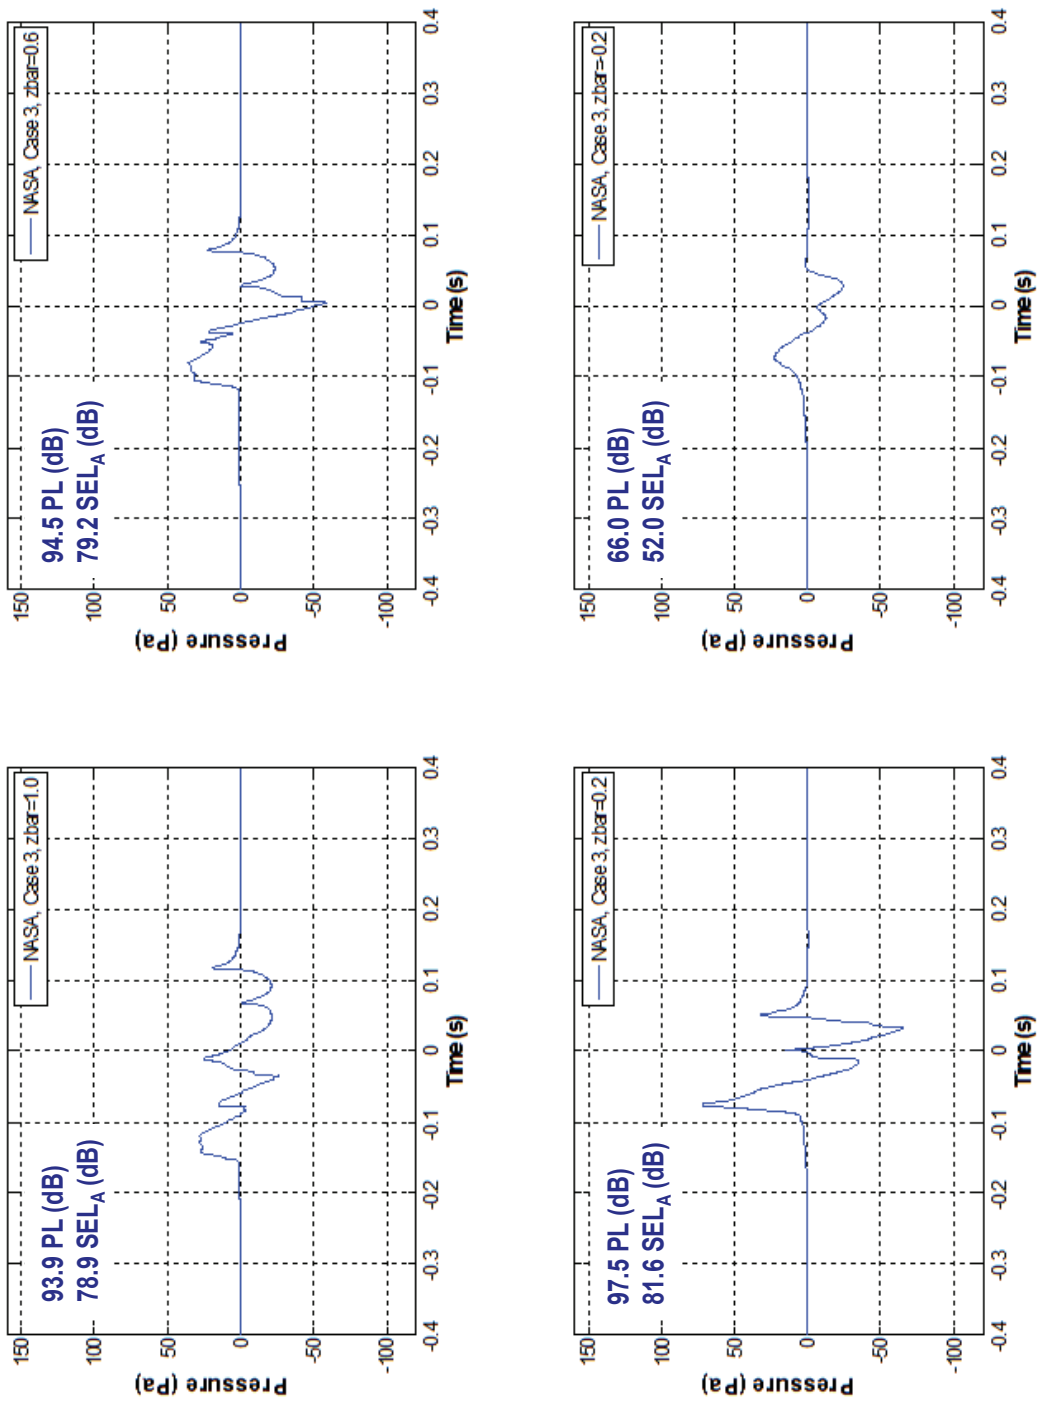 NASA, Case 3, zbar=1.0
93.9 PL (dB)
78.9 SELA (dB)
Pressure (Pa)
150
100
50
0
-50
-100
-0.4 -0.3 -0.2 -0.1 0 0.1 0.2 0.3 0.4
Time (s)
NASA, Case 3, zbar=0.6
94.5 PL (dB)
79.2 SELA (dB)
Pressure (Pa)
150
100
50
0
-50
-100
-0.4 -0.3 -0.2 -0.1 0 0.1 0.2 0.3 0.4
Time (s)
NASA, Case 3, zbar=0.2
97.5 PL (dB)
81.6 SELA (dB)
Pressure (Pa)
150
100
50
0
-50
-100
-0.4 -0.3 -0.2 -0.1 0 0.1 0.2 0.3 0.4
Time (s)
NASA, Case 3, zbar=-0.2
66.0 PL (dB)
52.0 SELA (dB)
Pressure (Pa)
150
100
50
0
-50
-100
-0.4 -0.3 -0.2 -0.1 0 0.1 0.2 0.3 0.4
Time (s)